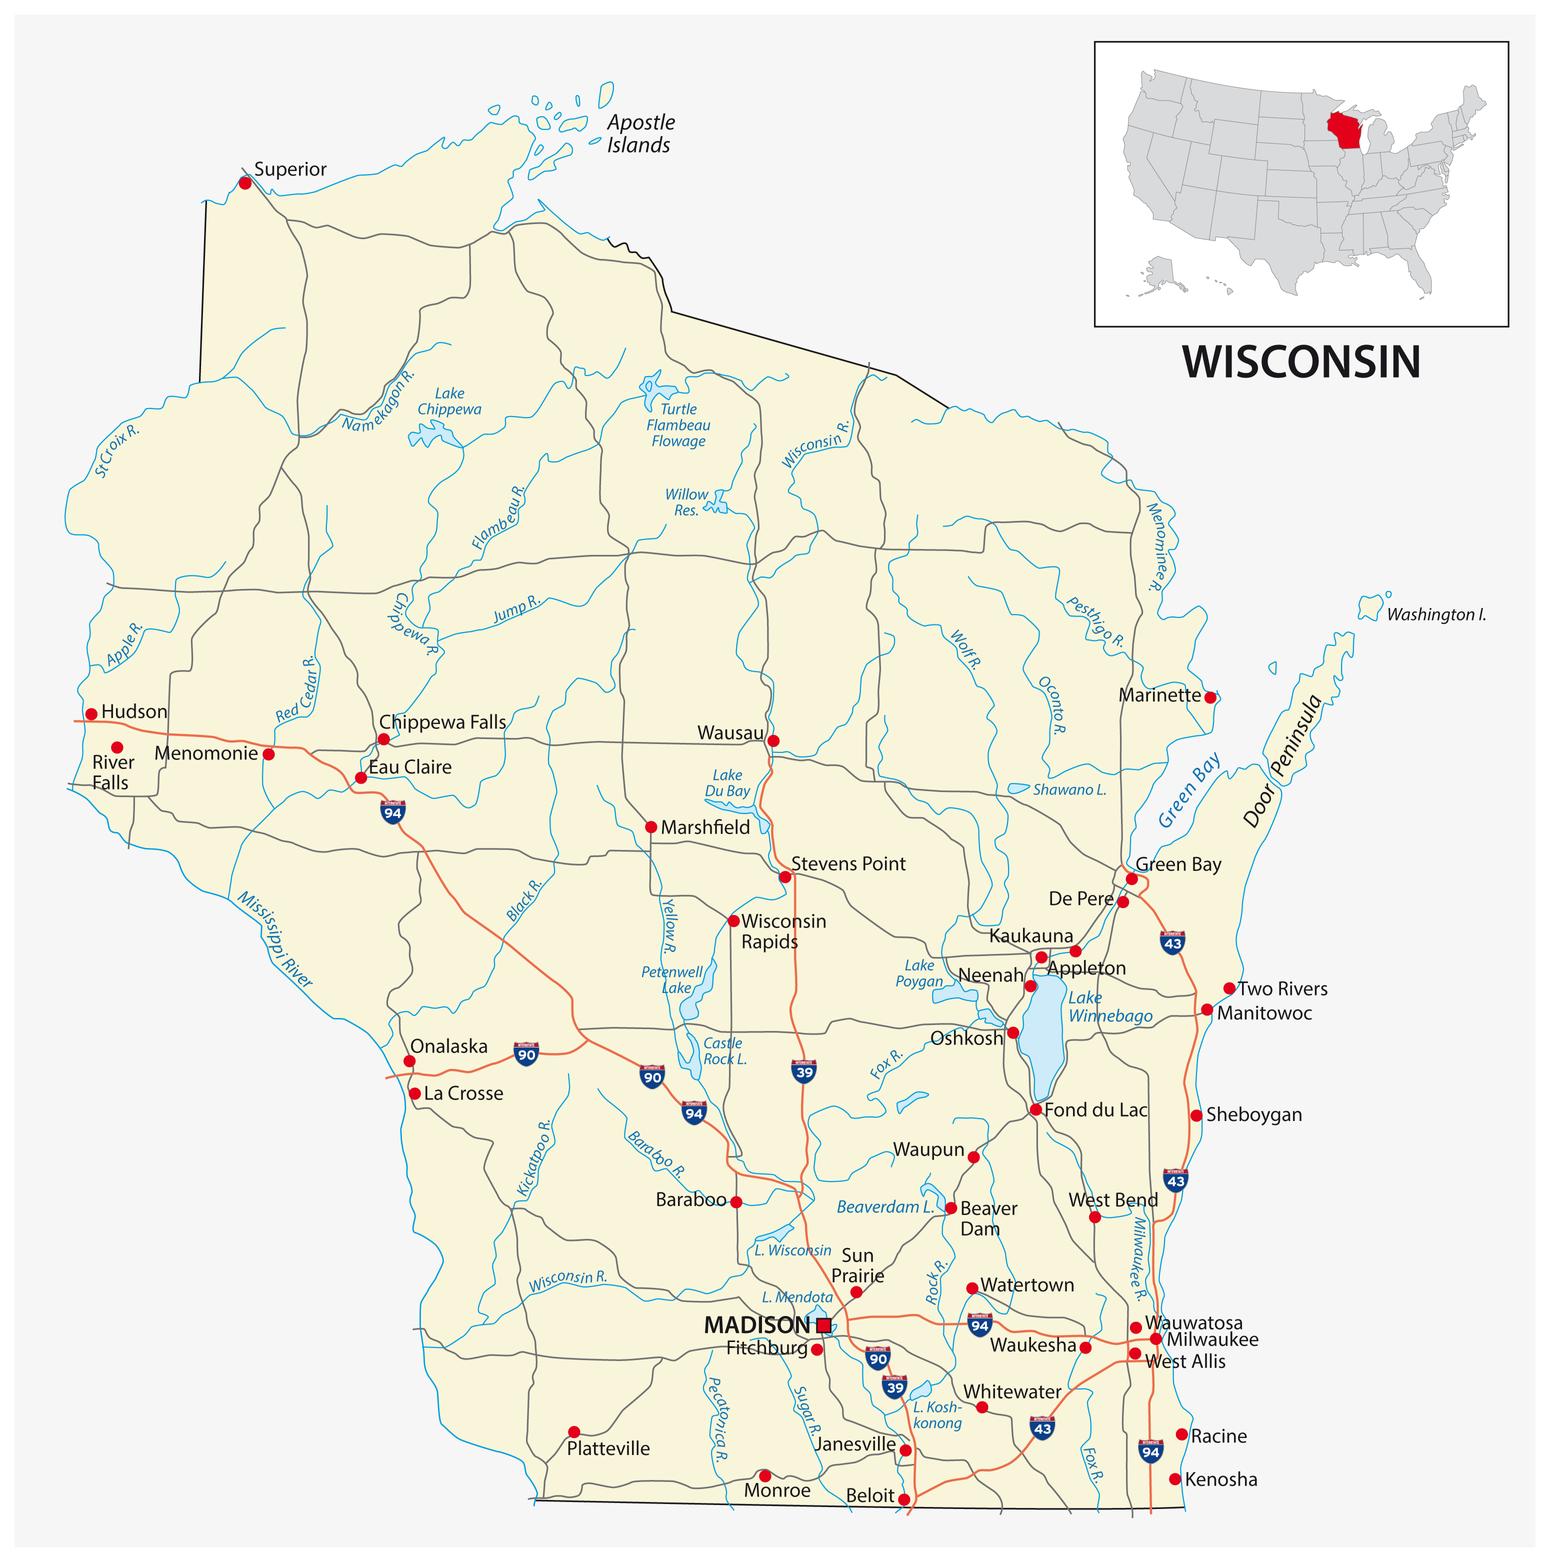 Apostle
Islands
Superior
WISCONSIN
Namekagon R.
Lake
Chippewa
Turtle
Flambeau
Flowage
St Croix R.
Wisconsin R.
Willow
Res.
Flambeau R.
Menominee R.
Washington I.
Chippewa R.
Jump R.
Peshtigo R.
Apple R.
Wolf R.
Red Cedar R.
Oconto R.
Marinette
Hudson
Chippewa Falls
Wausau
Door Peninsula
River
Falls
Menomonie
Eau Claire
Lake
Du Bay
Shawano L.
Green Bay
94
Marshfield
Stevens Point
Green Bay
De Pere
Black R.
Mississippi River
Yellow R.
Wisconsin
Rapids
Kaukauna
43
Petenwell
Lake
Lake
Poygan
Neenah
Appleton
Lake
Winnebago
Two Rivers
Manitowoc
Onalaska
90
Castle
Rock L.
Oshkosh
Fox R.
90
39
La Crosse
94
Fond du Lac
Sheboygan
Kickatpoo R.
Baraboo R.
Waupun
43
Baraboo
Beaverdam L.
Beaver
Dam
West Bend
Milwaukee R.
L. Wisconsin
Sun
Prairie
Wisconsin R.
Rock R.
Watertown
L. Mendota
MADISON
94
Wauwatosa
Milwaukee
Fitchburg
90
Waukesha
West Allis
39
Pecatonica R.
Sugar R.
L. Kosh-
konong
Whitewater
43
Platteville
Janesville
Fox R.
94
Racine
Monroe
Beloit
Kenosha